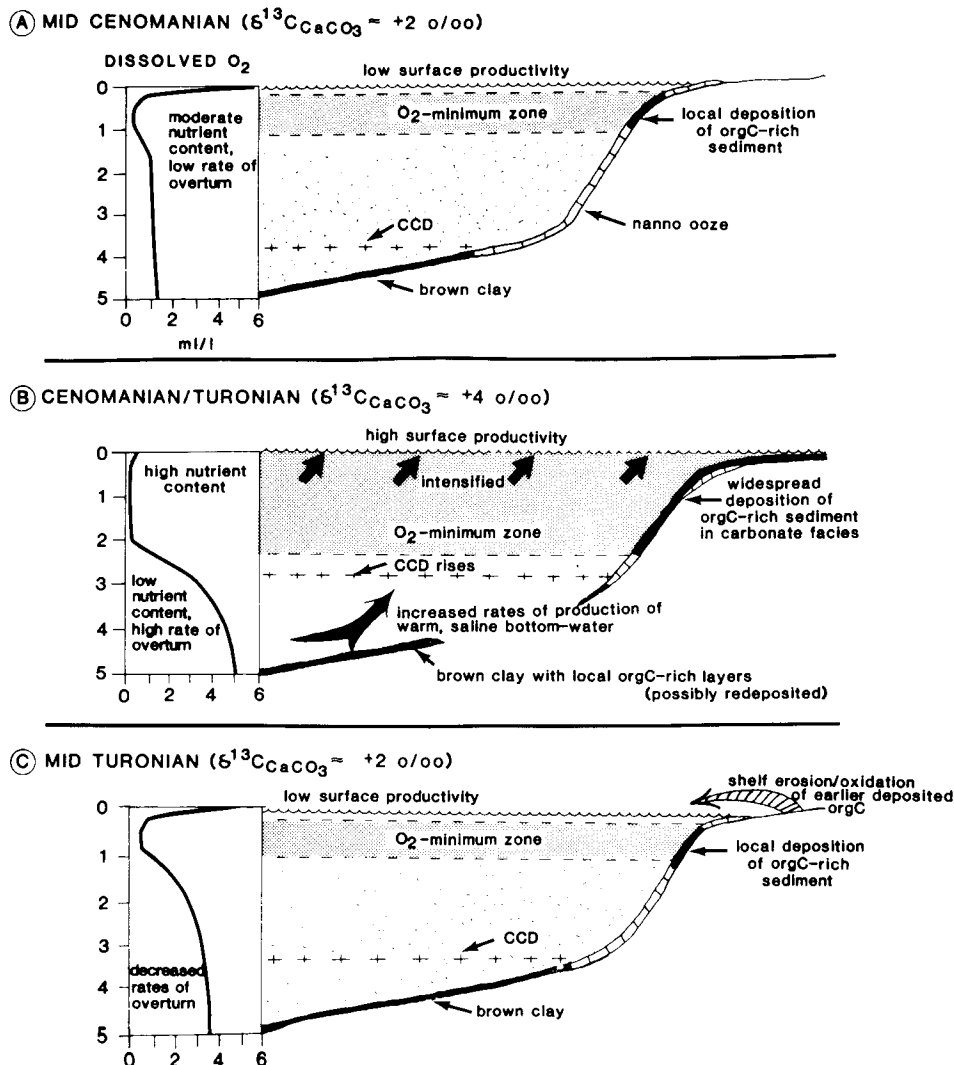 A MID CENOMANIAN (δ13CCaCO3 ≈ +2 o/oo)
DISSOLVED O2
low surface productivity
0
1
2
3
4
5
moderate
nutrient
content,
low rate of
overturn
O2-minimum zone
local deposition
of orgC-rich
sediment
nanno ooze
CCD
brown clay
0 2 4 6
ml/l
B CENOMANIAN/TURONIAN (δ13CCaCO3 ≈ +4 o/oo)
high surface productivity
0
1
2
3
4
5
high nutrient
content
intensified
O2-minimum zone
widespread
deposition of
orgC-rich sediment
in carbonate facies
CCD rises
low
nutrient
content,
high rate of
overturn
increased rates of production of
warm, saline bottom-water
brown clay with local orgC-rich layers
(possibly redeposited)
0 2 4 6
C MID TURONIAN (δ13CCaCO3 ≈ +2 o/oo)
shelf erosion/oxidation
of earlier deposited
orgC
low surface productivity
0
1
2
3
4
5
O2-minimum zone
local deposition
of orgC-rich
sediment
CCD
decreased
rates of
overturn
brown clay
0 2 4 6